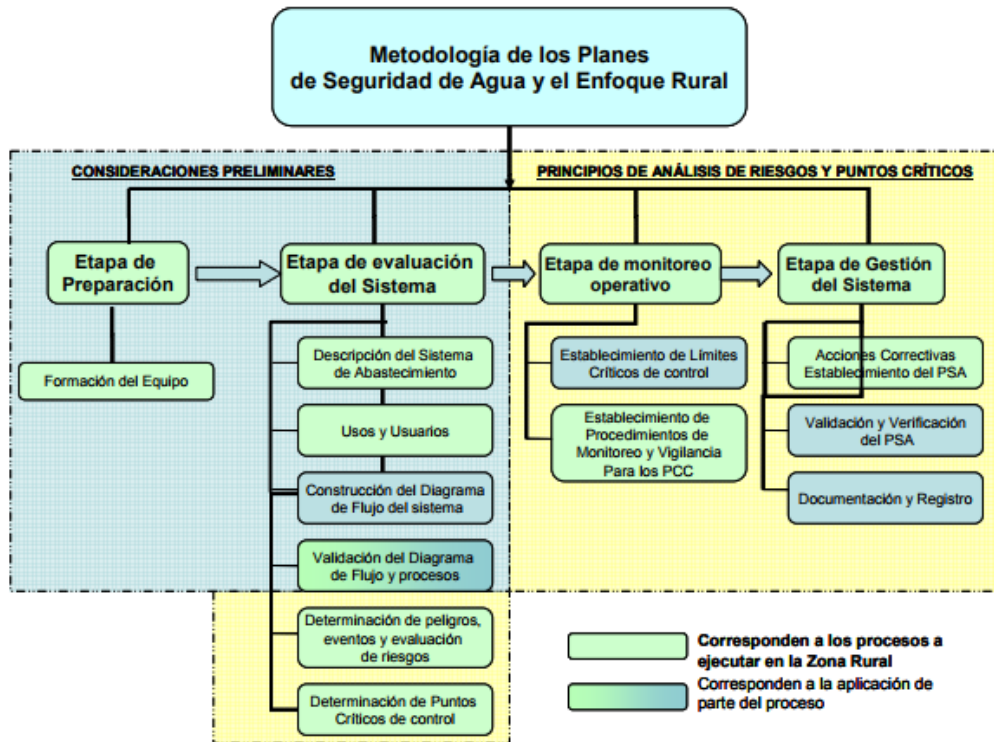 Metodología de los Planes
de Seguridad de Agua y el Enfoque Rural
CONSIDERACIONES PRELIMINARES
PRINCIPIOS DE ANÁLISIS DE RIESGOS Y PUNTOS CRÍTICOS
Etapa de
Preparación
Etapa de evaluación
del Sistema
Etapa de monitoreo
operativo
Etapa de Gestión
del Sistema
Formación del Equipo
Descripción del Sistema
de Abastecimiento
Usos y Usuarios
Construcción del Diagrama
de Flujo del sistema
Validación del Diagrama
de Flujo y procesos
Determinación de peligros,
eventos y evaluación
de riesgos
Determinación de Puntos
Críticos de control
Establecimiento de Límites
Críticos de control
Establecimiento de
Procedimientos de
Monitoreo y Vigilancia
Para los PCC
Acciones Correctivas
Establecimiento del PSA
Validación y Verificación
del PSA
Documentación y Registro
Corresponden a los procesos a
ejecutar en la Zona Rural
Corresponden a la aplicación de
parte del proceso